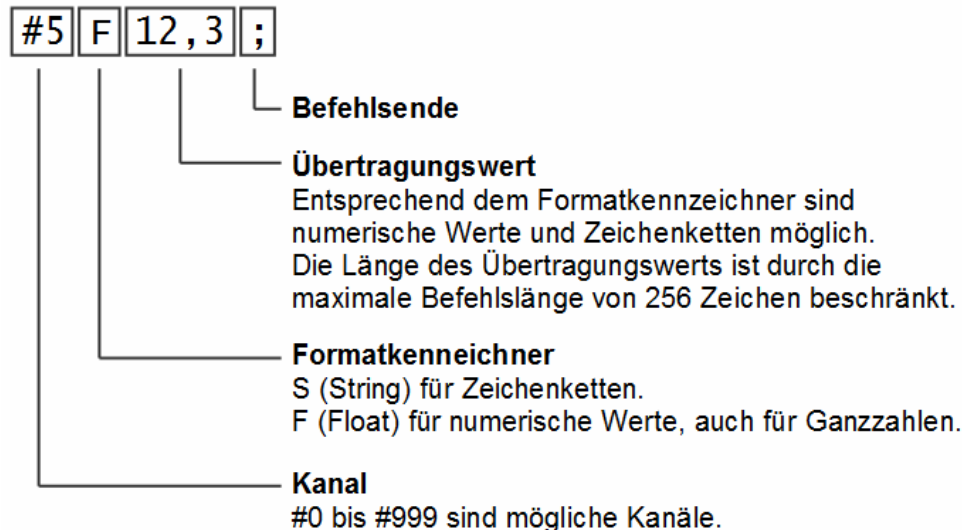 #5 F 12,3 ;
Befehlsende
Übertragungswert
Entsprechend dem Formatkennzeichner sind
numerische Werte und Zeichenketten möglich.
Die Länge des Übertragungswerts ist durch die
maximale Befehlslänge von 256 Zeichen beschränkt.
Formatkenneichner
S (String) für Zeichenketten.
F (Float) für numerische Werte, auch für Ganzzahlen.
Kanal
#0 bis #999 sind mögliche Kanäle.